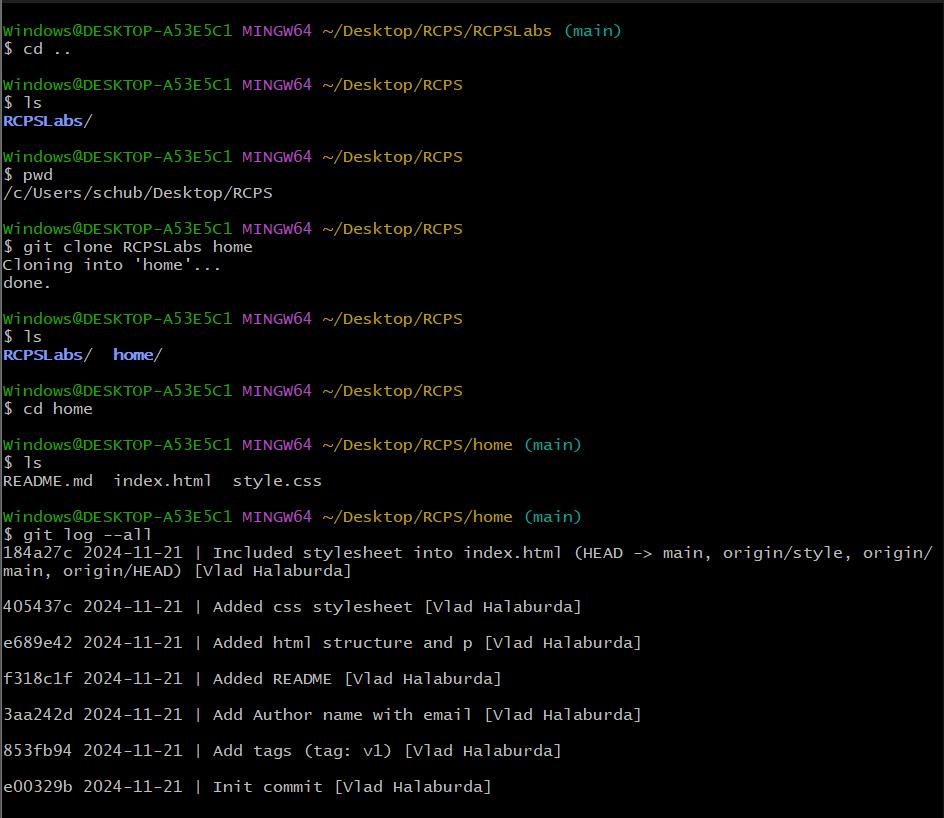 Windows@DESKTOP-A53E5C1 MINGW64 ~/Desktop/RCPS/RCPSLabs (main)
$ cd ..
Windows@DESKTOP-A53E5C1 MINGW64 ~/Desktop/RCPS
$ ls
RCPSLabs/
Windows@DESKTOP-A53E5C1 MINGW64 ~/Desktop/RCPS
$ pwd
/c/Users/schub/Desktop/RCPS
Windows@DESKTOP-A53E5C1 MINGW64 ~/Desktop/RCPS
$ git clone RCPSLabs home
Cloning into 'home'...
done.
Windows@DESKTOP-A53E5C1 MINGW64 ~/Desktop/RCPS
$ ls
RCPSLabs/  home/
Windows@DESKTOP-A53E5C1 MINGW64 ~/Desktop/RCPS
$ cd home
Windows@DESKTOP-A53E5C1 MINGW64 ~/Desktop/RCPS/home (main)
$ ls
README.md  index.html  style.css
Windows@DESKTOP-A53E5C1 MINGW64 ~/Desktop/RCPS/home (main)
$ git log --all
184a27c 2024-11-21 | Included stylesheet into index.html (HEAD -> main, origin/style, origin/
main, origin/HEAD) [Vlad Halaburda]
405437c 2024-11-21 | Added css stylesheet [Vlad Halaburda]
e689e42 2024-11-21 | Added html structure and p [Vlad Halaburda]
f318c1f 2024-11-21 | Added README [Vlad Halaburda]
3aa242d 2024-11-21 | Add Author name with email [Vlad Halaburda]
853fb94 2024-11-21 | Add tags (tag: v1) [Vlad Halaburda]
e00329b 2024-11-21 | Init commit [Vlad Halaburda]